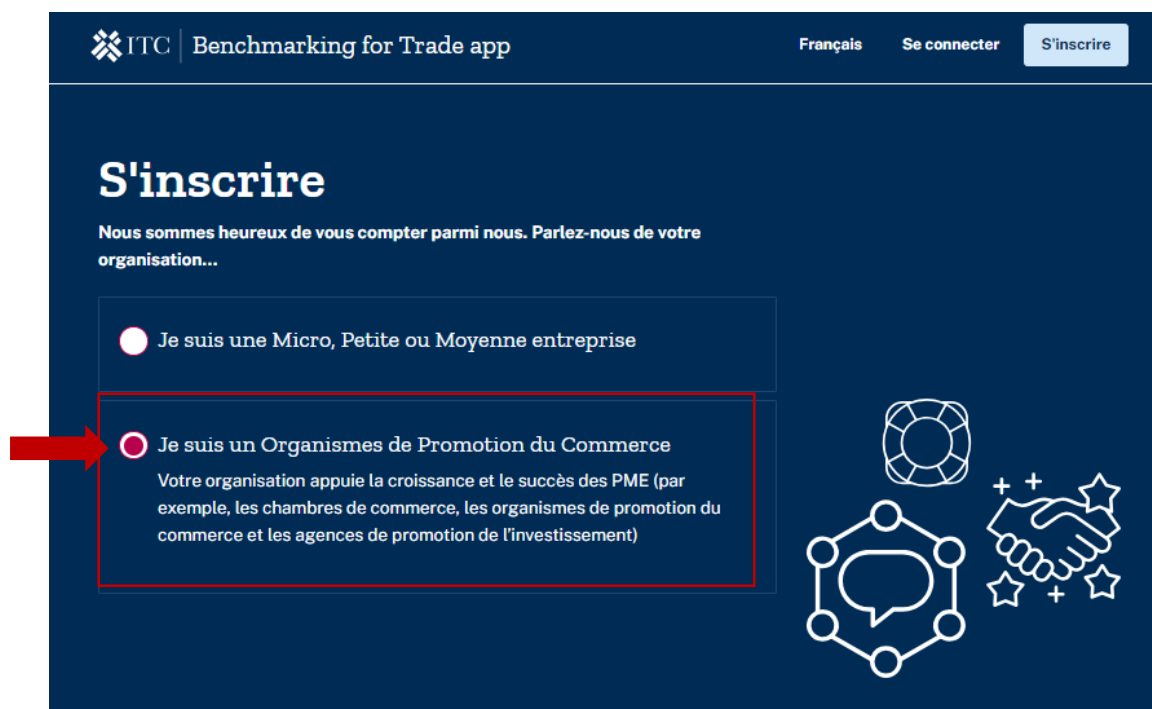 ITC | Benchmarking for Trade app
Français
Se connecter
S'inscrire
S'inscrire
Nous sommes heureux de vous compter parmi nous. Parlez-nous de votre
organisation...
Je suis une Micro, Petite ou Moyenne entreprise
Je suis un Organismes de Promotion du Commerce
Votre organisation appuie la croissance et le succès des PME (par
exemple, les chambres de commerce, les organismes de promotion du
commerce et les agences de promotion de l'investissement)